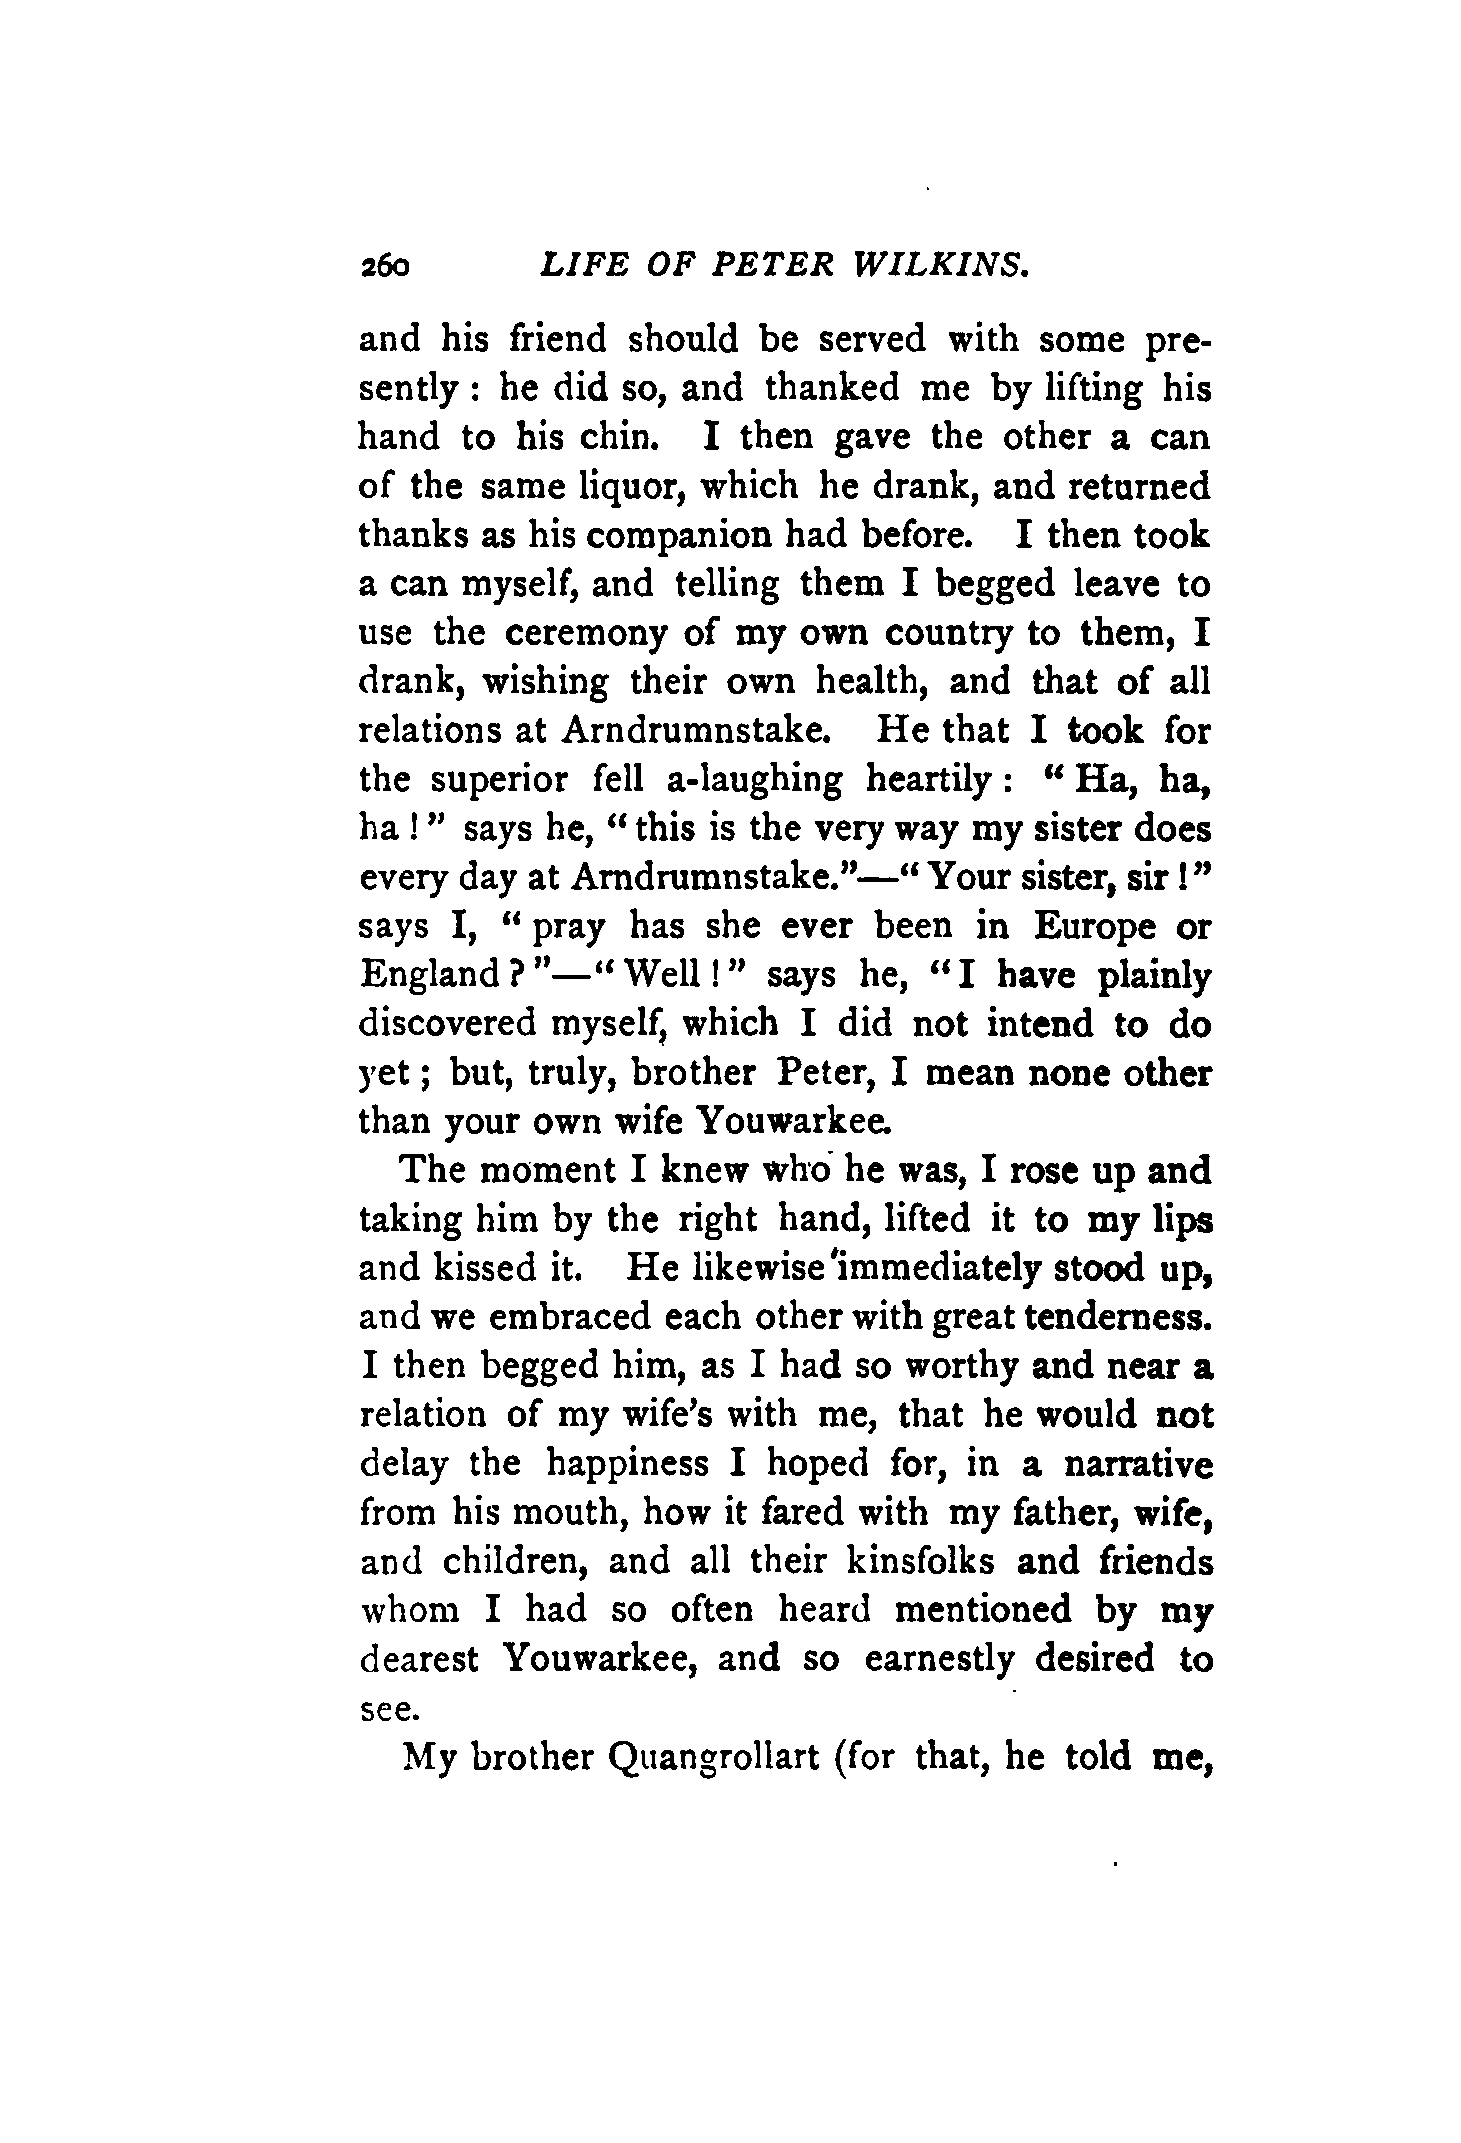 260 LIFE OF PETER WILKINS.
and his friend should be served with some pre-
sently : he did so, and thanked me by lifting his
hand to his chin. I then gave the other a can
of the same liquor, which he drank, and returned
thanks as his companion had before. I then took
a can myself, and telling them I begged leave to
use the ceremony of my own country to them, I
drank, wishing their own health, and that of all
relations at Arndrumnstake. He that I took for
the superior fell a-laughing heartily : " Ha, ha,
ha ! " says he, " this is the very way my sister does
every day at Arndrumnstake."—" Your sister, sir ! "
says I, " pray has she ever been in Europe or
England ? "—" Well ! " says he, " I have plainly
discovered myself, which I did not intend to do
yet ; but, truly, brother Peter, I mean none other
than your own wife Youwarkee.
The moment I knew who he was, I rose up and
taking him by the right hand, lifted it to my lips
and kissed it. He likewise immediately stood up,
and we embraced each other with great tenderness.
I then begged him, as I had so worthy and near a
relation of my wife's with me, that he would not
delay the happiness I hoped for, in a narrative
from his mouth, how it fared with my father, wife,
and children, and all their kinsfolks and friends
whom I had so often heard mentioned by my
dearest Youwarkee, and so earnestly desired to
see.
My brother Quangrollart (for that, he told me,